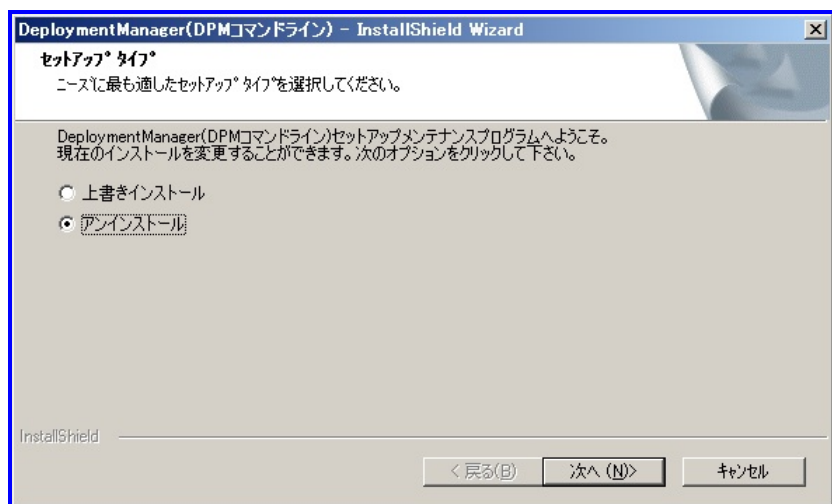 DeploymentManager(DPMコマンドライン) - InstallShield Wizard
セットアップ タイプ
ニーズに最も適したセットアップ タイプを選択してください。
DeploymentManager(DPMコマンドライン)セットアップメンテナンスプログラムへようこそ。
現在のインストールを変更することができます。次のオプションをクリックして下さい。
上書きインストール
アンインストール
InstallShield
< 戻る(B)
次へ (N)>
キャンセル